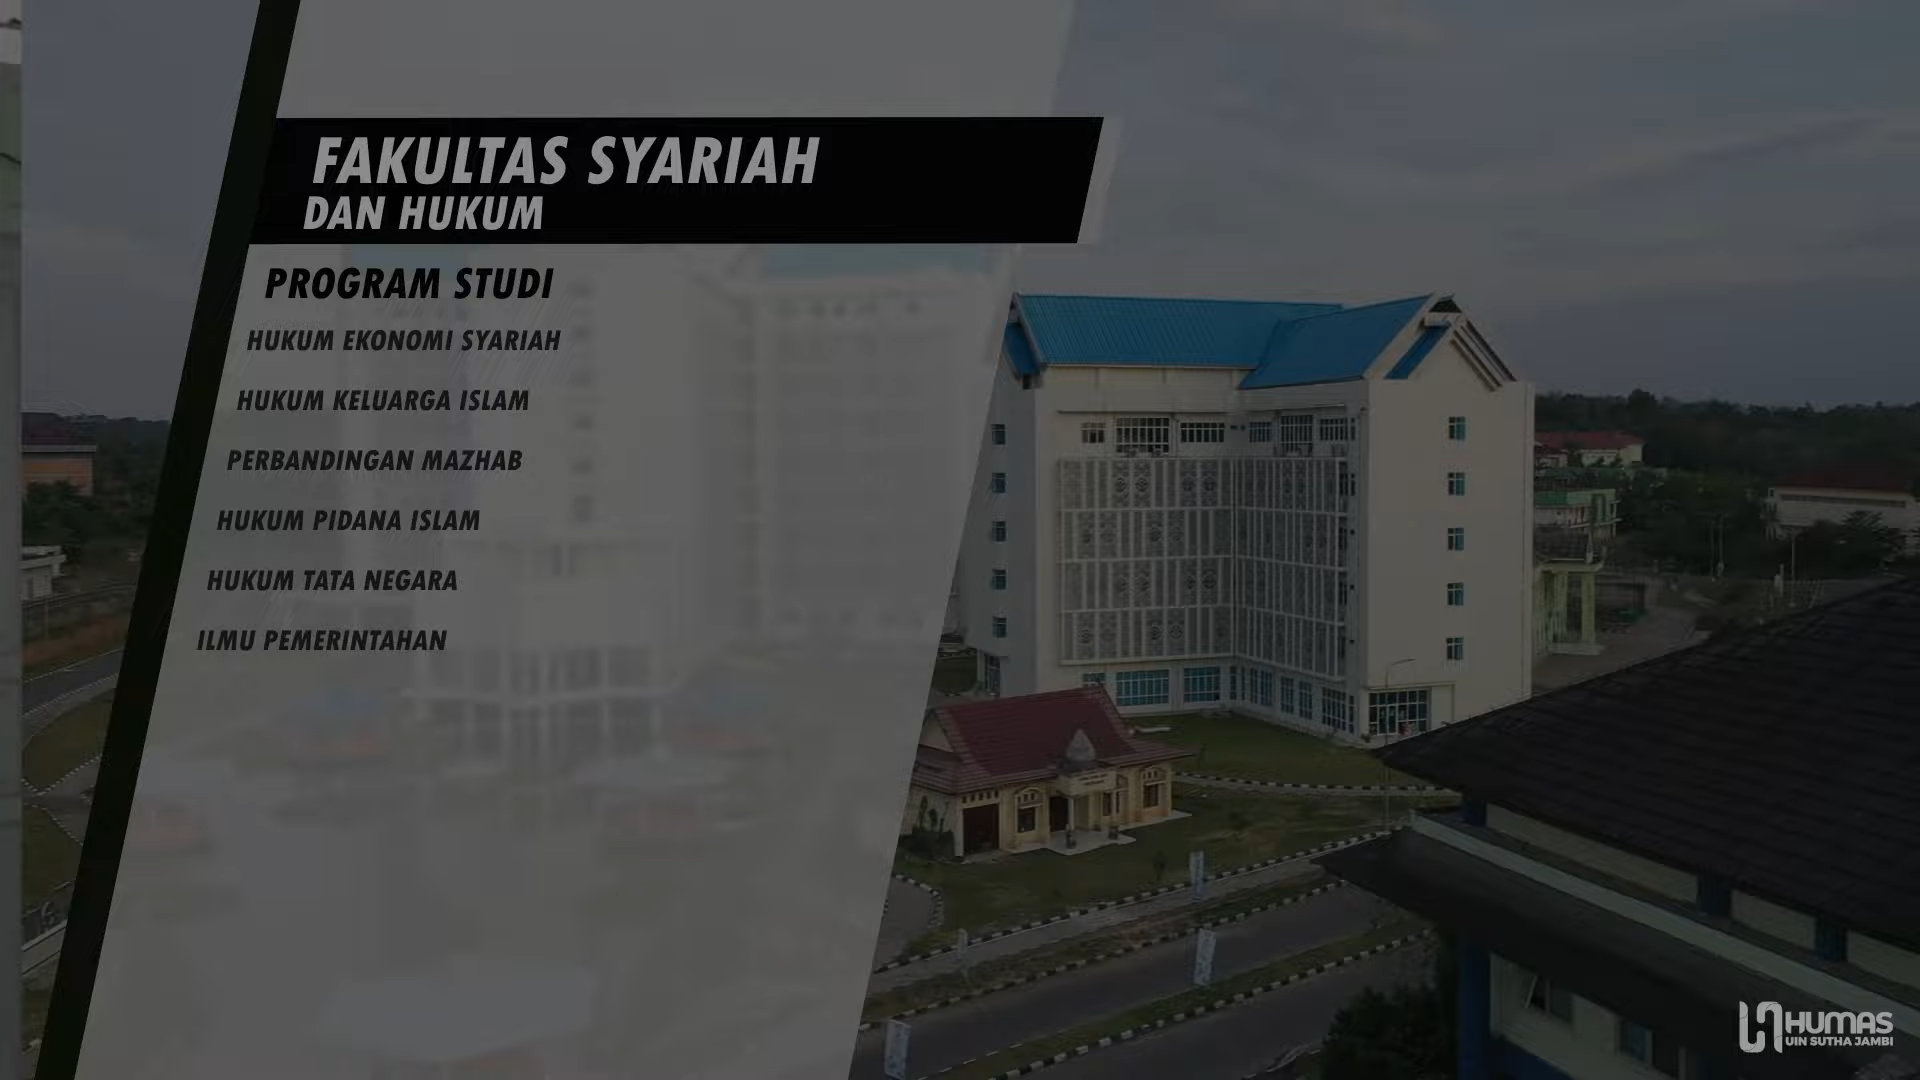 FAKULTAS SYARIAH
DAN HUKUM
PROGRAM STUDI
HUKUM EKONOMI SYARIAH
HUKUM KELUARGA ISLAM
PERBANDINGAN MAZHAB
HUKUM PIDANA ISLAM
HUKUM TATA NEGARA
ILMU PEMERINTAHAN
HUMAS
UIN SUTHA JAMBI